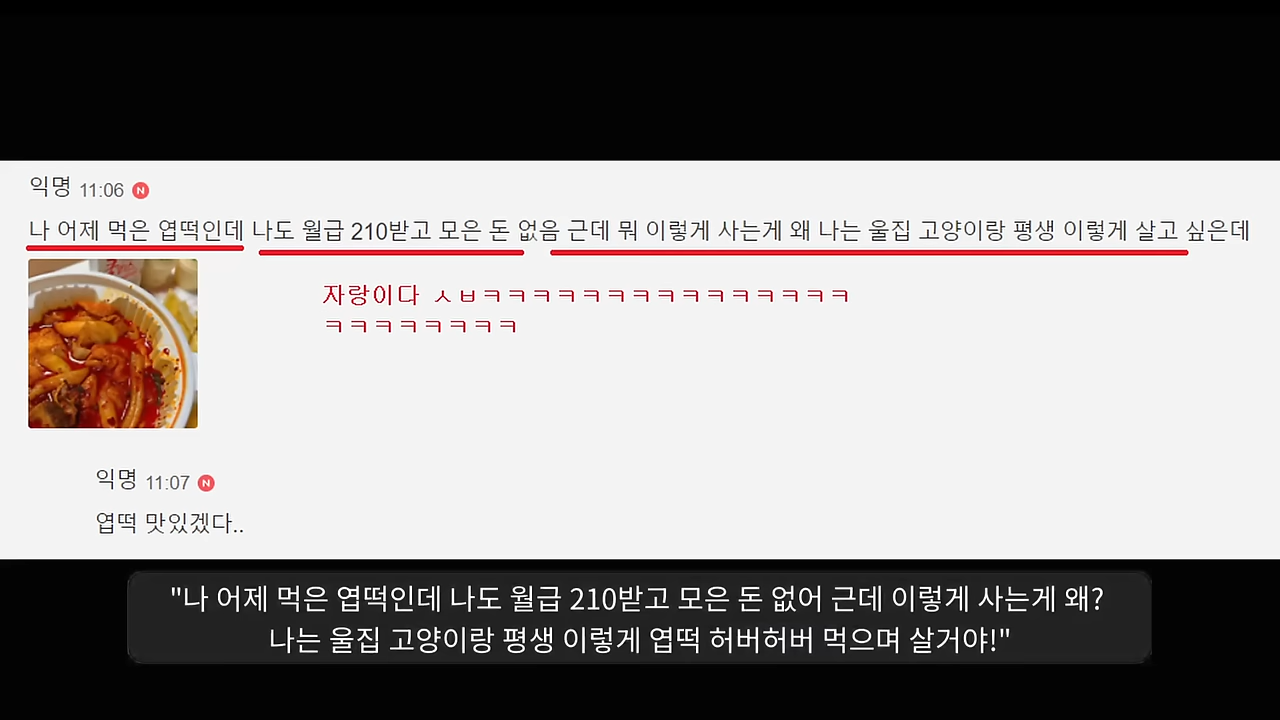 익명 11:06 N
나 어제 먹은 엽떡인데 나도 월급 210받고 모은 돈 없음 근데 뭐 이렇게 사는게 왜 나는 울집 고양이랑 평생 이렇게 살고 싶은데
자랑이다 ㅅㅂㅋㅋㅋㅋㅋㅋㅋㅋㅋㅋㅋㅋㅋㅋㅋ
ㅋㅋㅋㅋㅋㅋㅋㅋ
익명 11:07 N
엽떡 맛있겠다..
"나 어제 먹은 엽떡인데 나도 월급 210받고 모은 돈 없어 근데 이렇게 사는게 왜?
나는 울집 고양이랑 평생 이렇게 엽떡 허버허버 먹으며 살거야!"